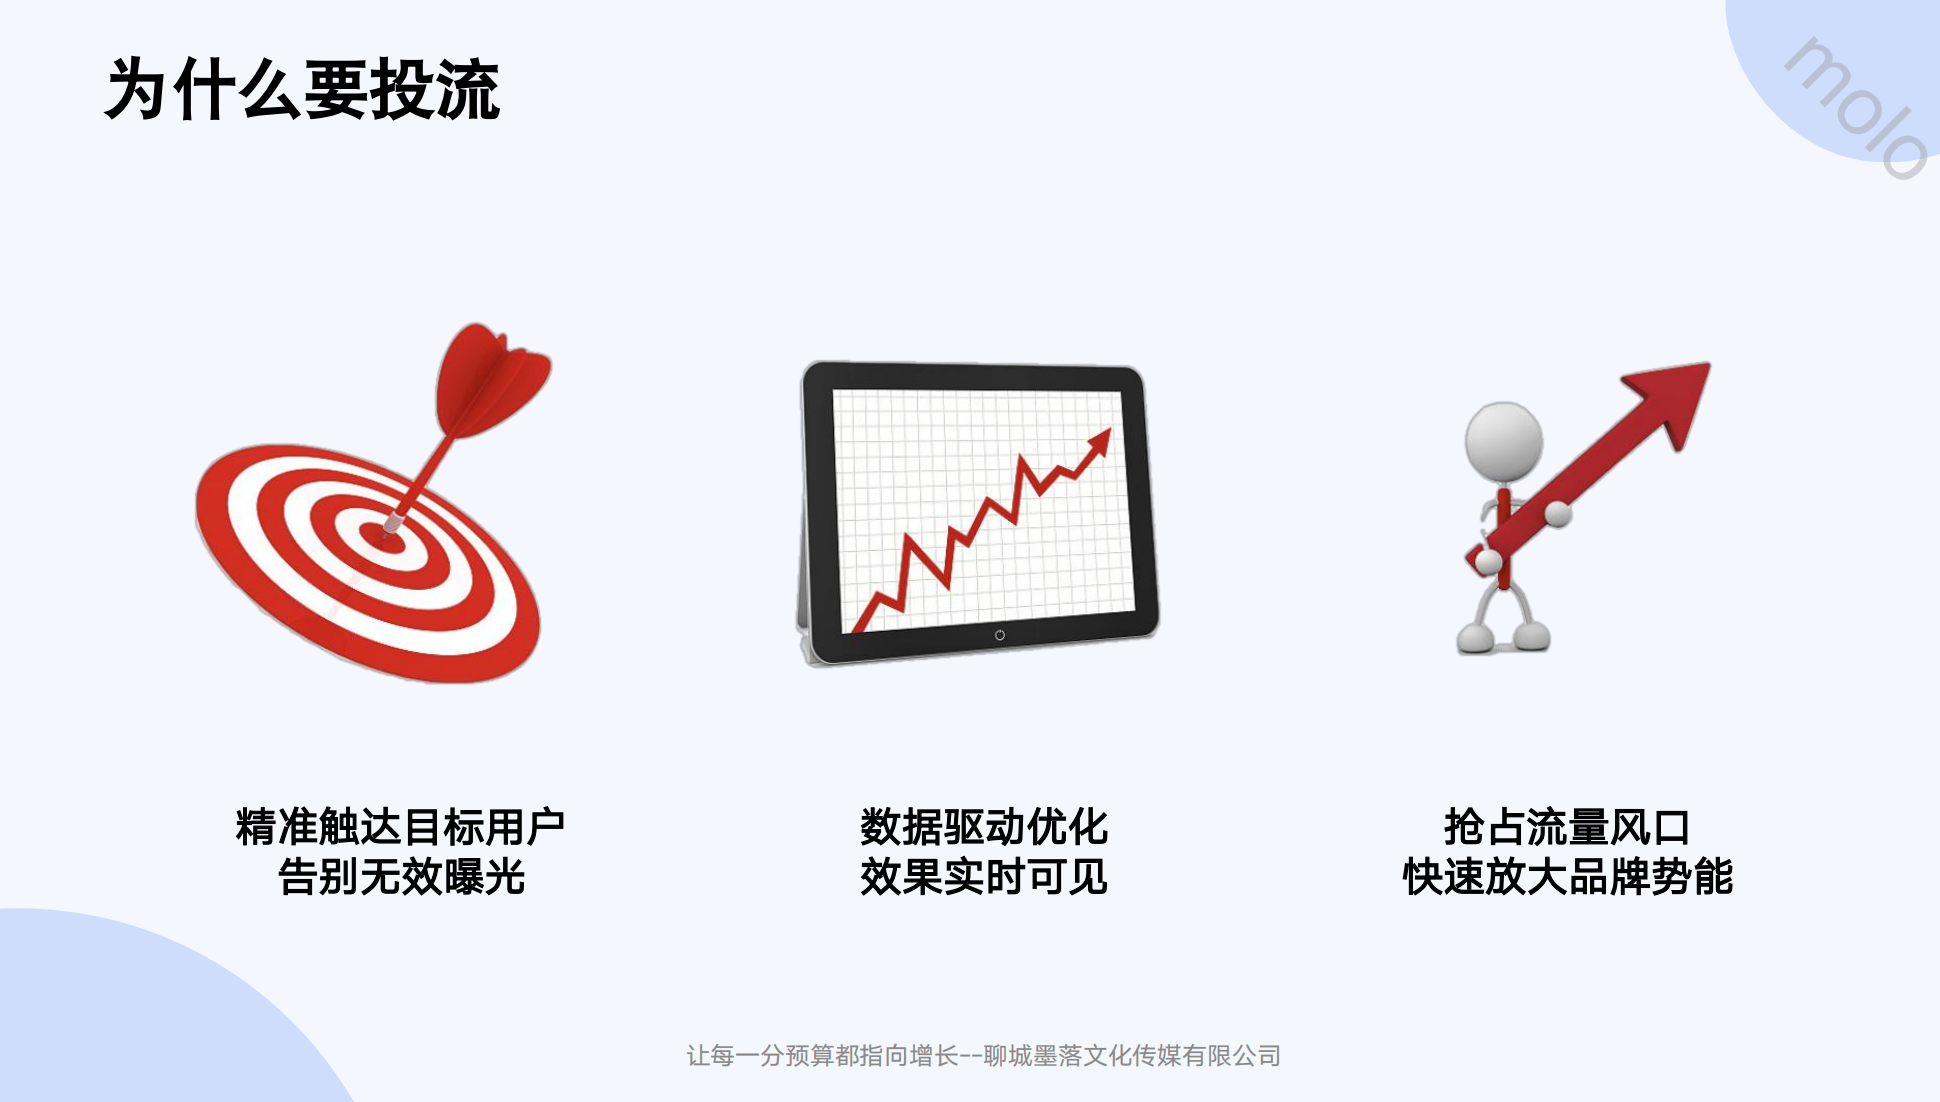 为什么要投流
molo
精准触达目标用户
告别无效曝光
数据驱动优化
效果实时可见
抢占流量风口
快速放大品牌势能
让每一分预算都指向增长--聊城墨落文化传媒有限公司